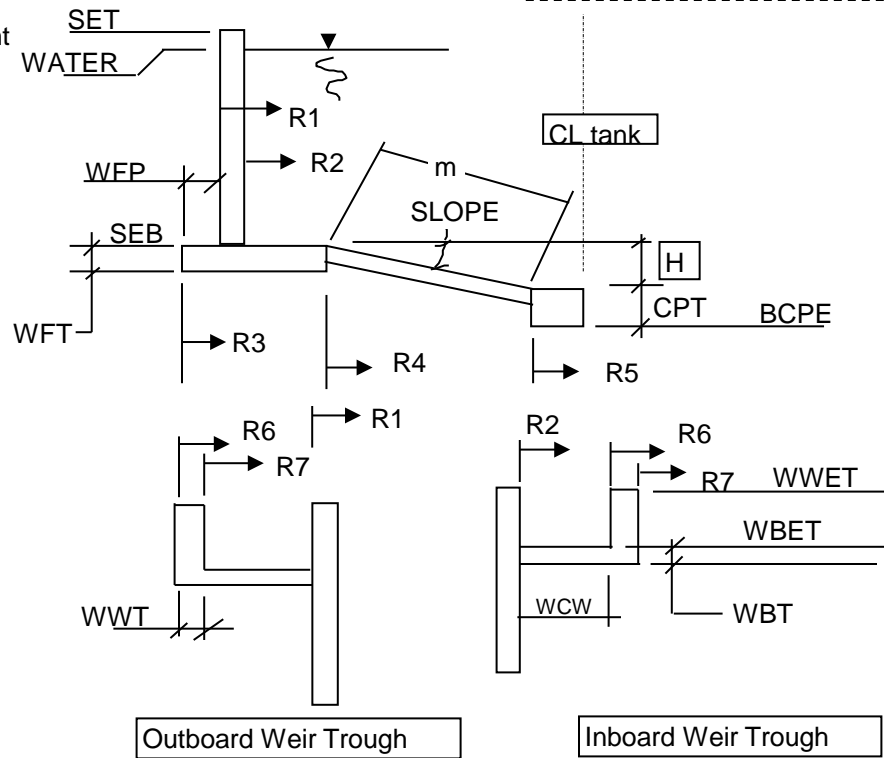 SET
nt
WATER
R1
CL tank
R2
m
WFP
SLOPE
SEB
H
CPT
BCPE
WFT
R3
R4
R5
R1
R6
R2
R6
R7
R7
WWET
WBET
WWT
WCW
WBT
Outboard Weir Trough
Inboard Weir Trough